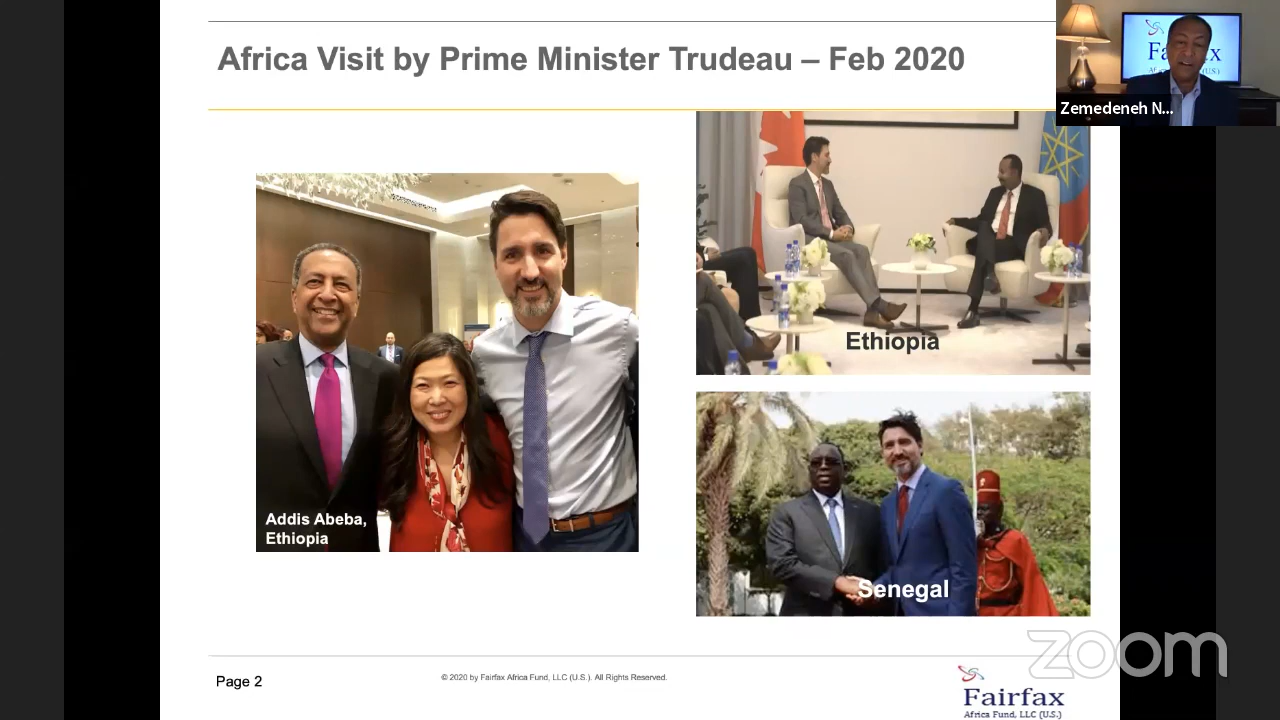 Africa Visit by Prime Minister Trudeau – Feb 2020
Fairfax
Zemedeneh N...
Ethiopia
Addis Abeba,
Ethiopia
Senegal
zoom
Page 2
© 2020 by Fairfax Africa Fund, LLC (U.S.). All Rights Reserved.
Fairfax
Africa Fund, LLC (U.S.)